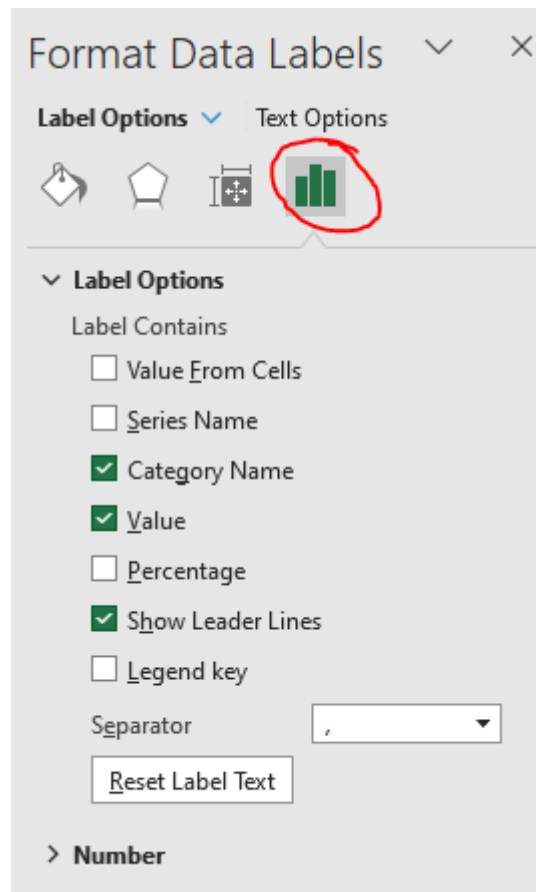 Format Data Labels
Label Options Text Options
Label Options
Label Contains
Value From Cells
Series Name
Category Name
Value
Percentage
Show Leader Lines
Legend key
Separator ,
Reset Label Text
Number